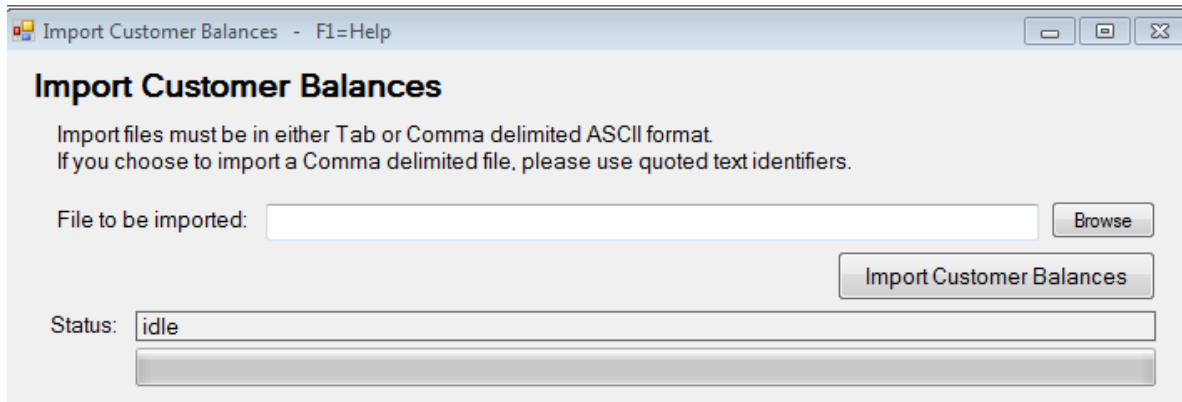 Import Customer Balances - F1=Help
Import Customer Balances
Import files must be in either Tab or Comma delimited ASCII format.
If you choose to import a Comma delimited file, please use quoted text identifiers.
File to be imported: Browse
Import Customer Balances
Status: idle